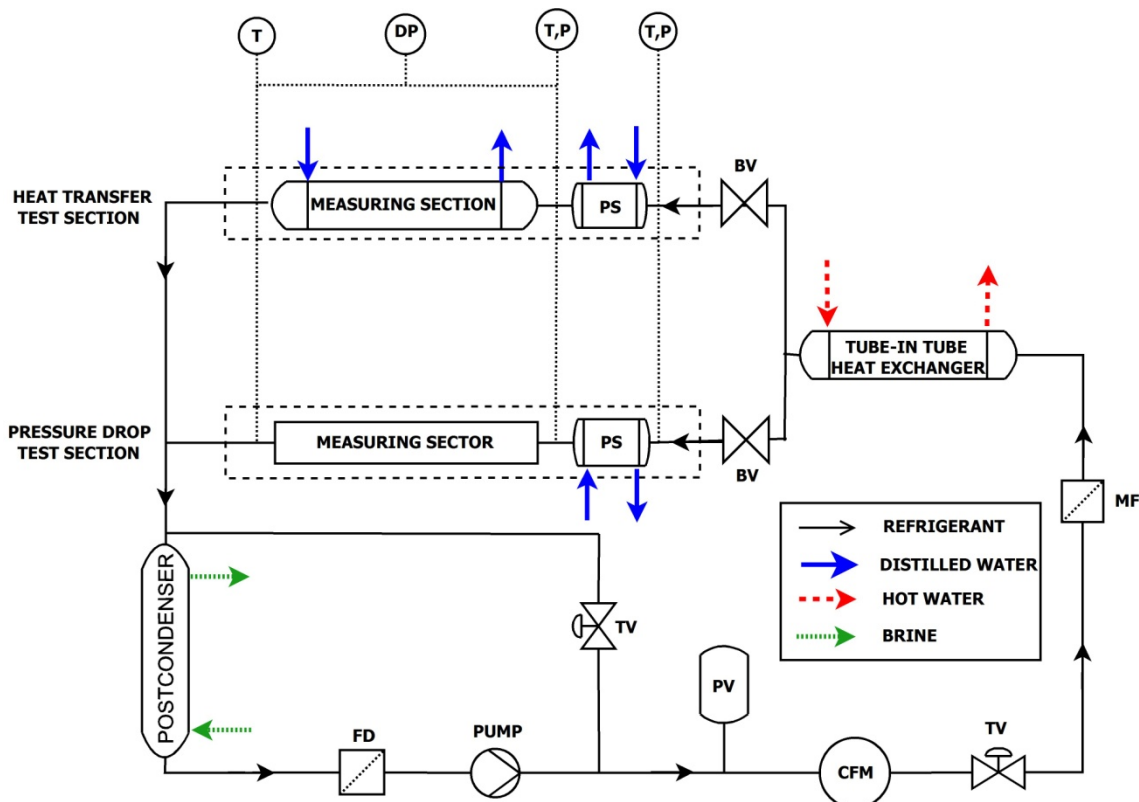 T
DP
T,P
T,P
BV
HEAT TRANSFER
TEST SECTION
MEASURING SECTION
PS
TUBE-IN TUBE
HEAT EXCHANGER
PRESSURE DROP
TEST SECTION
MEASURING SECTOR
PS
BV
MF
REFRIGERANT
DISTILLED WATER
HOT WATER
BRINE
POSTCONDENSER
TV
PV
FD
PUMP
CFM
TV